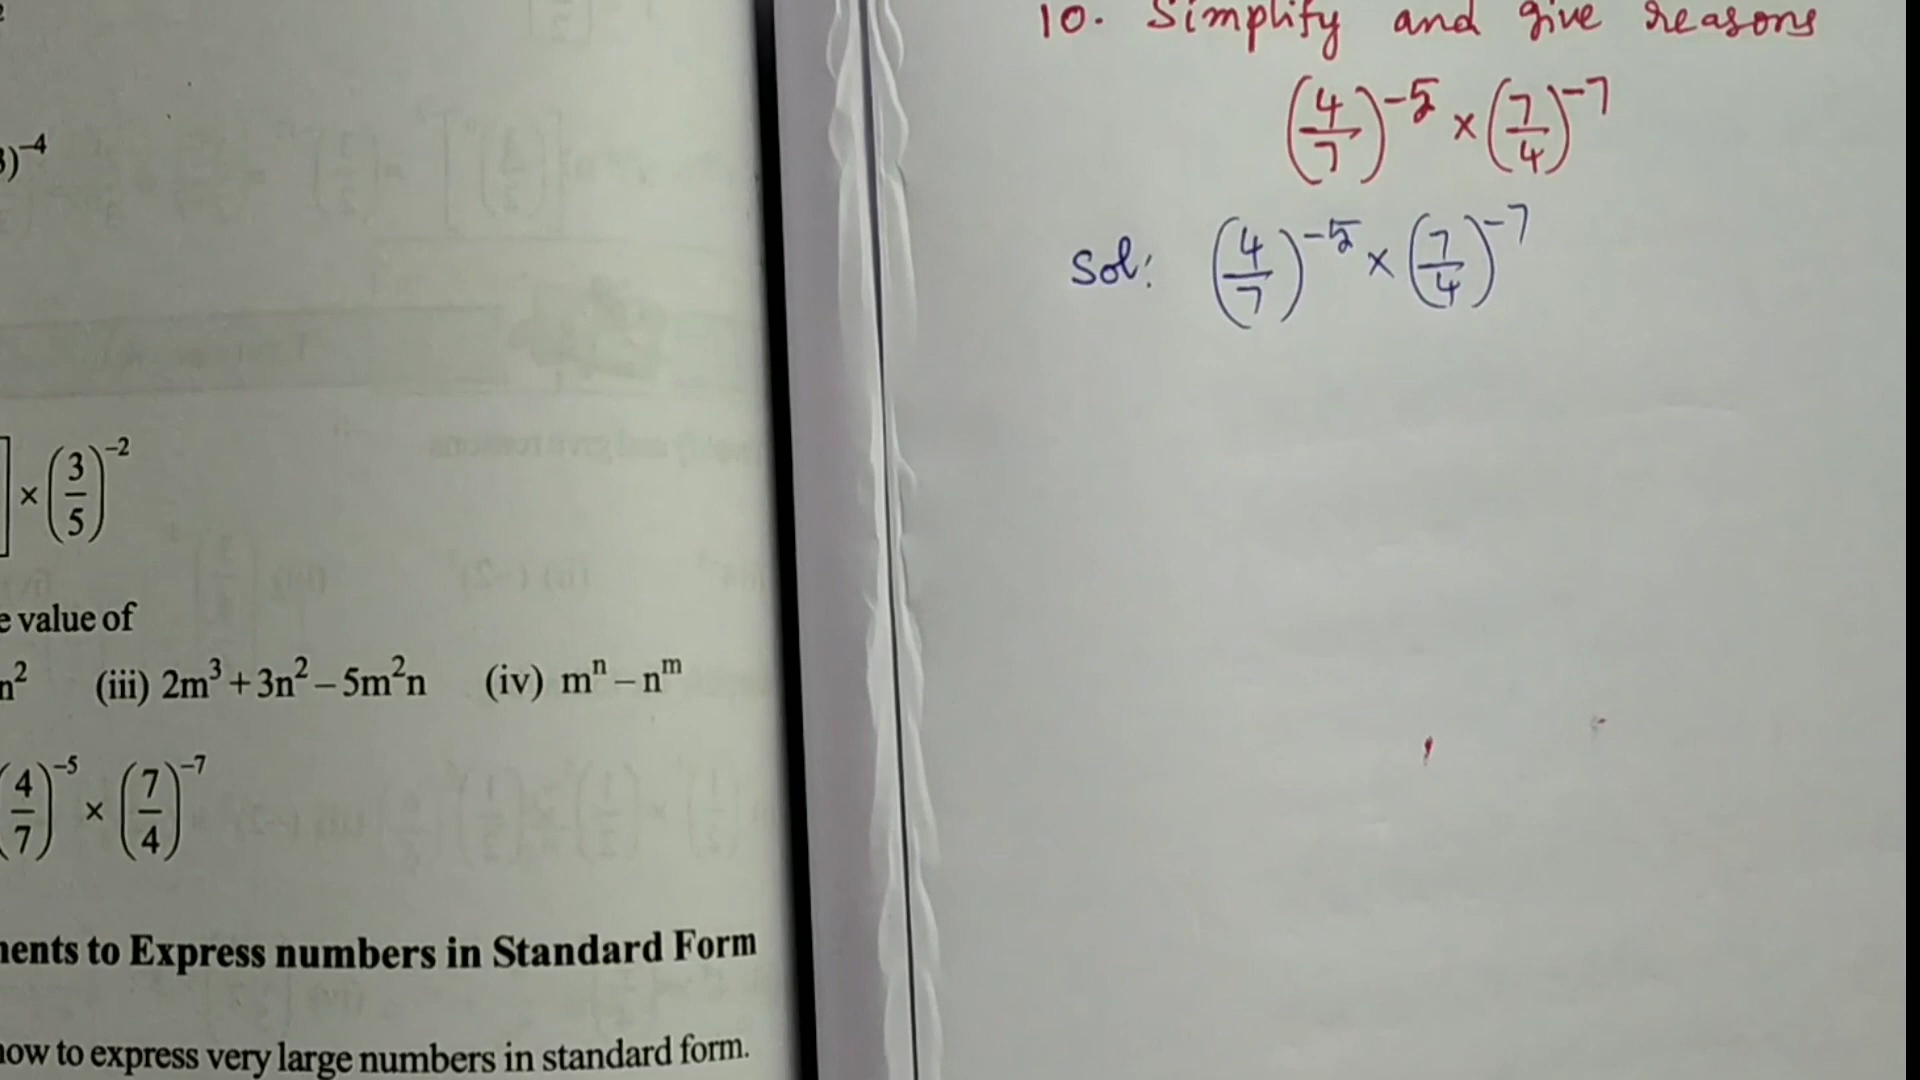 )⁻⁴
] × (3/5)⁻²
value of
n² (iii) 2m³ + 3n² – 5m²n (iv) mⁿ – nᵐ
(4/7)⁻⁵ × (7/4)⁻⁷
to Express numbers in Standard Form
to express very large numbers in standard form.
10. Simplify and give reasons
(4/7)⁻⁵ × (7/4)⁻⁷
Sol: (4/7)⁻⁵ × (7/4)⁻⁷